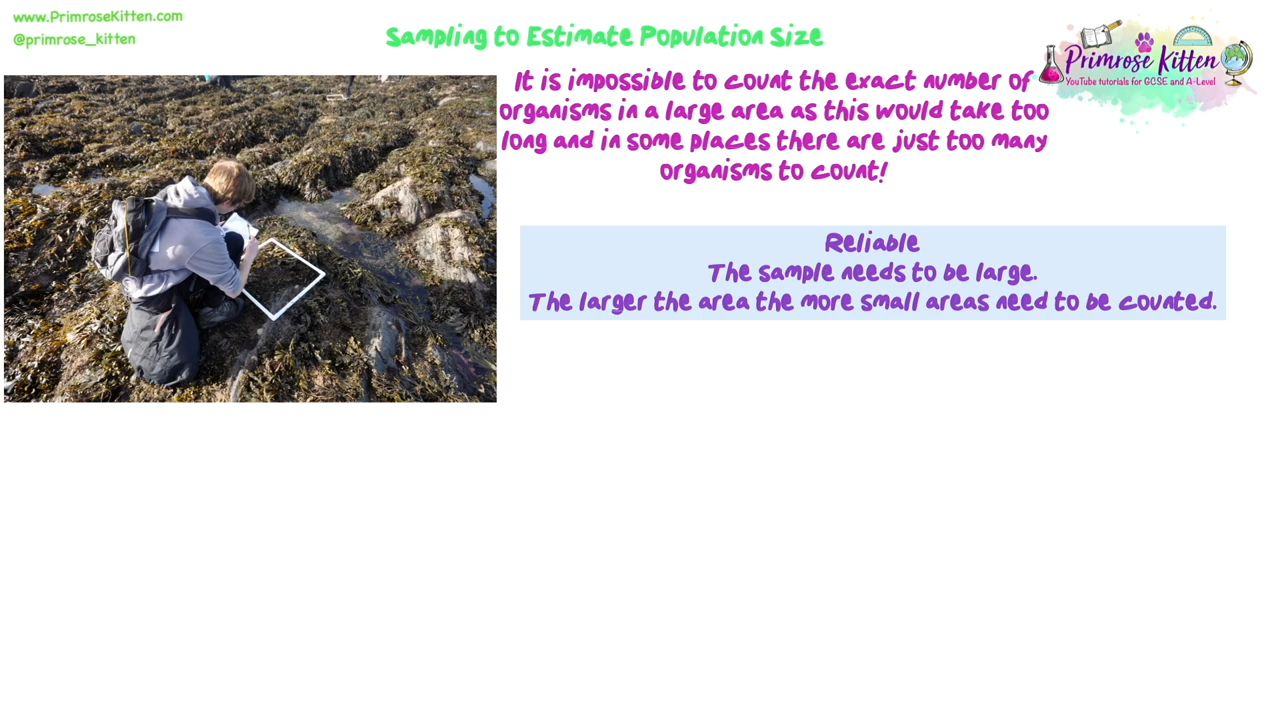 www.PrimroseKitten.com
@primrose_kitten
Sampling to Estimate Population Size
Primrose Kitten
YouTube tutorials for GCSE and A-Level
It is impossible to count the exact number of
organisms in a large area as this would take too
long and in some places there are just too many
organisms to count!
Reliable
The sample needs to be large.
The larger the area the more small areas need to be counted.